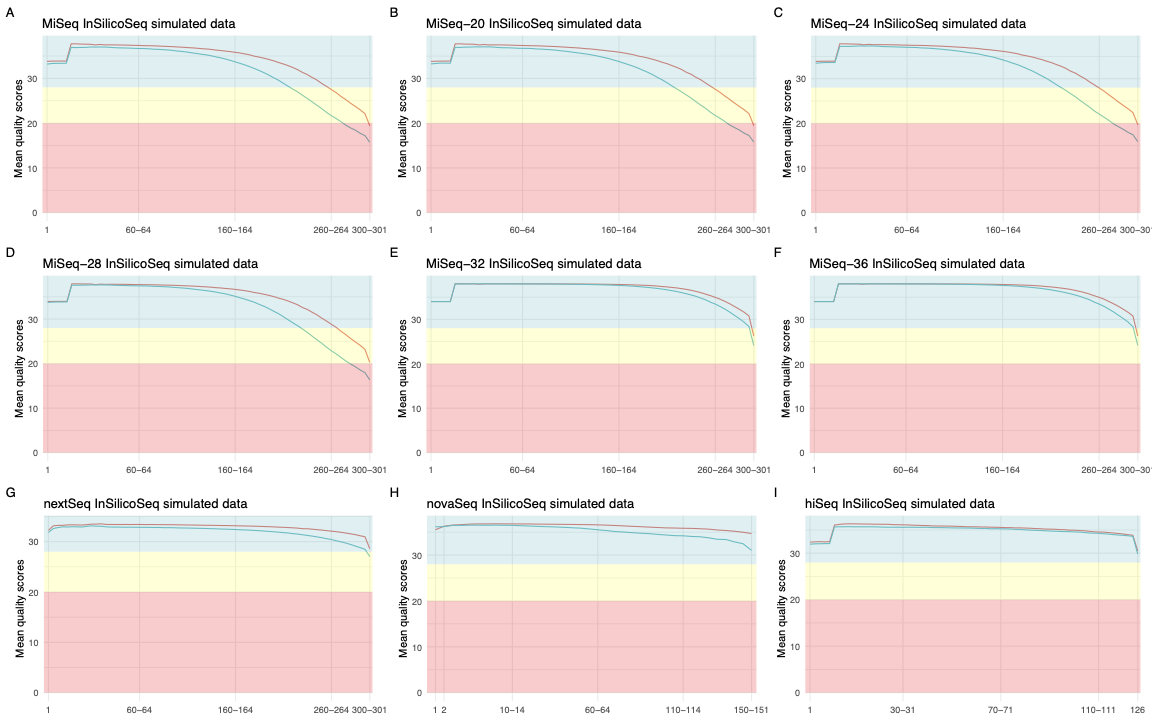 A
MiSeq InSilicoSeq simulated data
Mean quality scores
30
20
10
0
1 60–64 160–164 260–264 300–301
B
MiSeq–20 InSilicoSeq simulated data
Mean quality scores
30
20
10
0
1 60–64 160–164 260–264 300–301
C
MiSeq–24 InSilicoSeq simulated data
Mean quality scores
30
20
10
0
1 60–64 160–164 260–264 300–301
D
MiSeq–28 InSilicoSeq simulated data
Mean quality scores
30
20
10
0
1 60–64 160–164 260–264 300–301
E
MiSeq–32 InSilicoSeq simulated data
Mean quality scores
30
20
10
0
1 60–64 160–164 260–264 300–301
F
MiSeq–36 InSilicoSeq simulated data
Mean quality scores
30
20
10
0
1 60–64 160–164 260–264 300–301
G
nextSeq InSilicoSeq simulated data
Mean quality scores
30
20
10
0
1 60–64 160–164 260–264 300–301
H
novaSeq InSilicoSeq simulated data
Mean quality scores
30
20
10
0
1 2 10–14 60–64 110–114 150–151
I
hiSeq InSilicoSeq simulated data
Mean quality scores
30
20
10
0
1 30–31 70–71 110–111 126